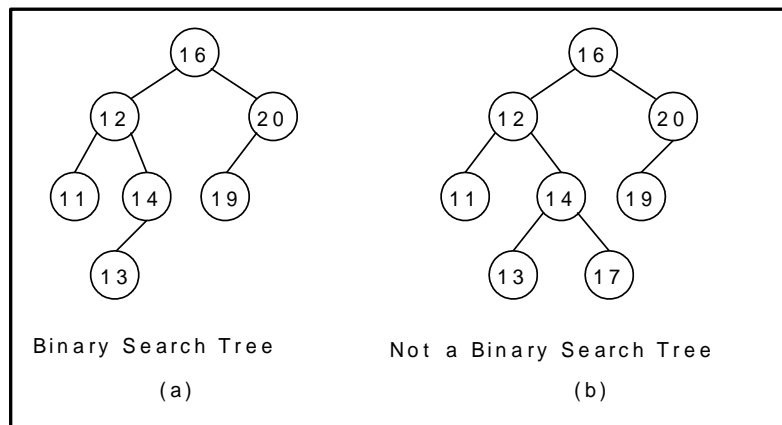 16
12 20
11 14 19
13
Binary Search Tree
(a)
16
12 20
11 14 19
13 17
Not a Binary Search Tree
(b)